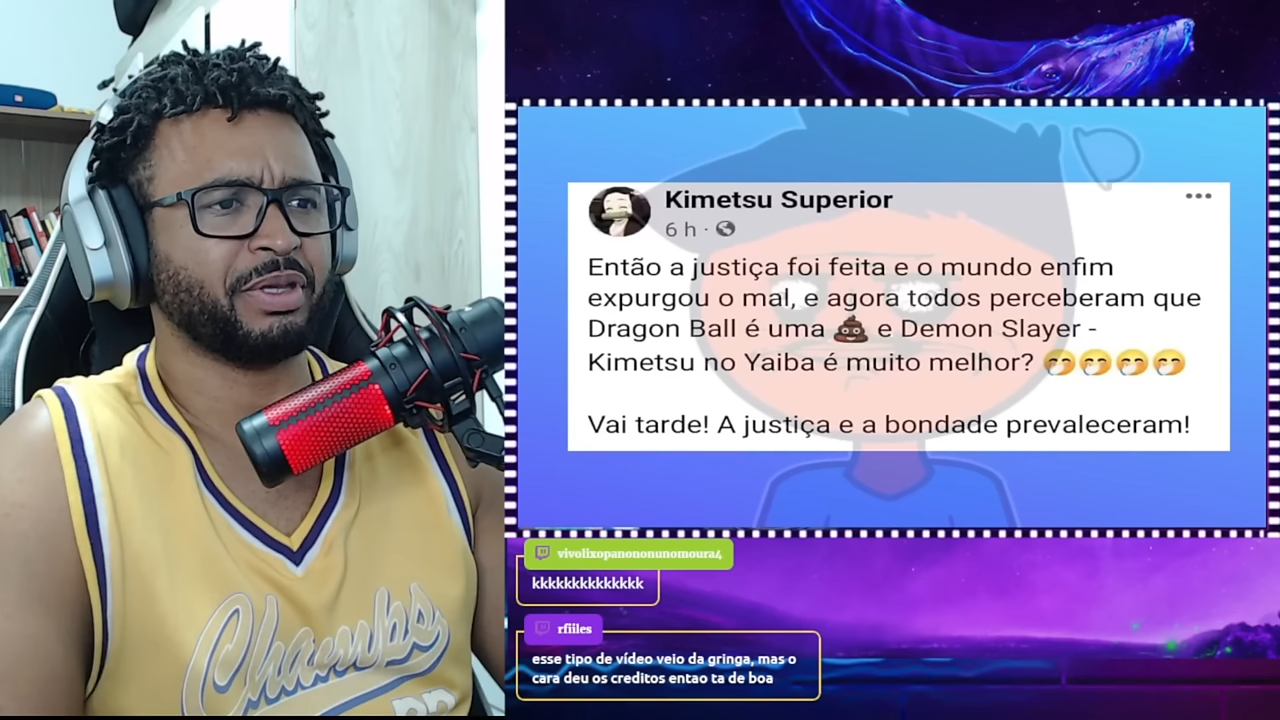 Kimetsu Superior
6 h ·
Então a justiça foi feita e o mundo enfim
expurgou o mal, e agora todos perceberam que
Dragon Ball é uma 💩 e Demon Slayer -
Kimetsu no Yaiba é muito melhor? 🤭🤭🤭🤭
Vai tarde! A justiça e a bondade prevaleceram!
vivolixopanononunomoura4
kkkkkkkkkkkkkk
rfiiles
esse tipo de vídeo veio da gringa, mas o
cara deu os creditos entao ta de boa